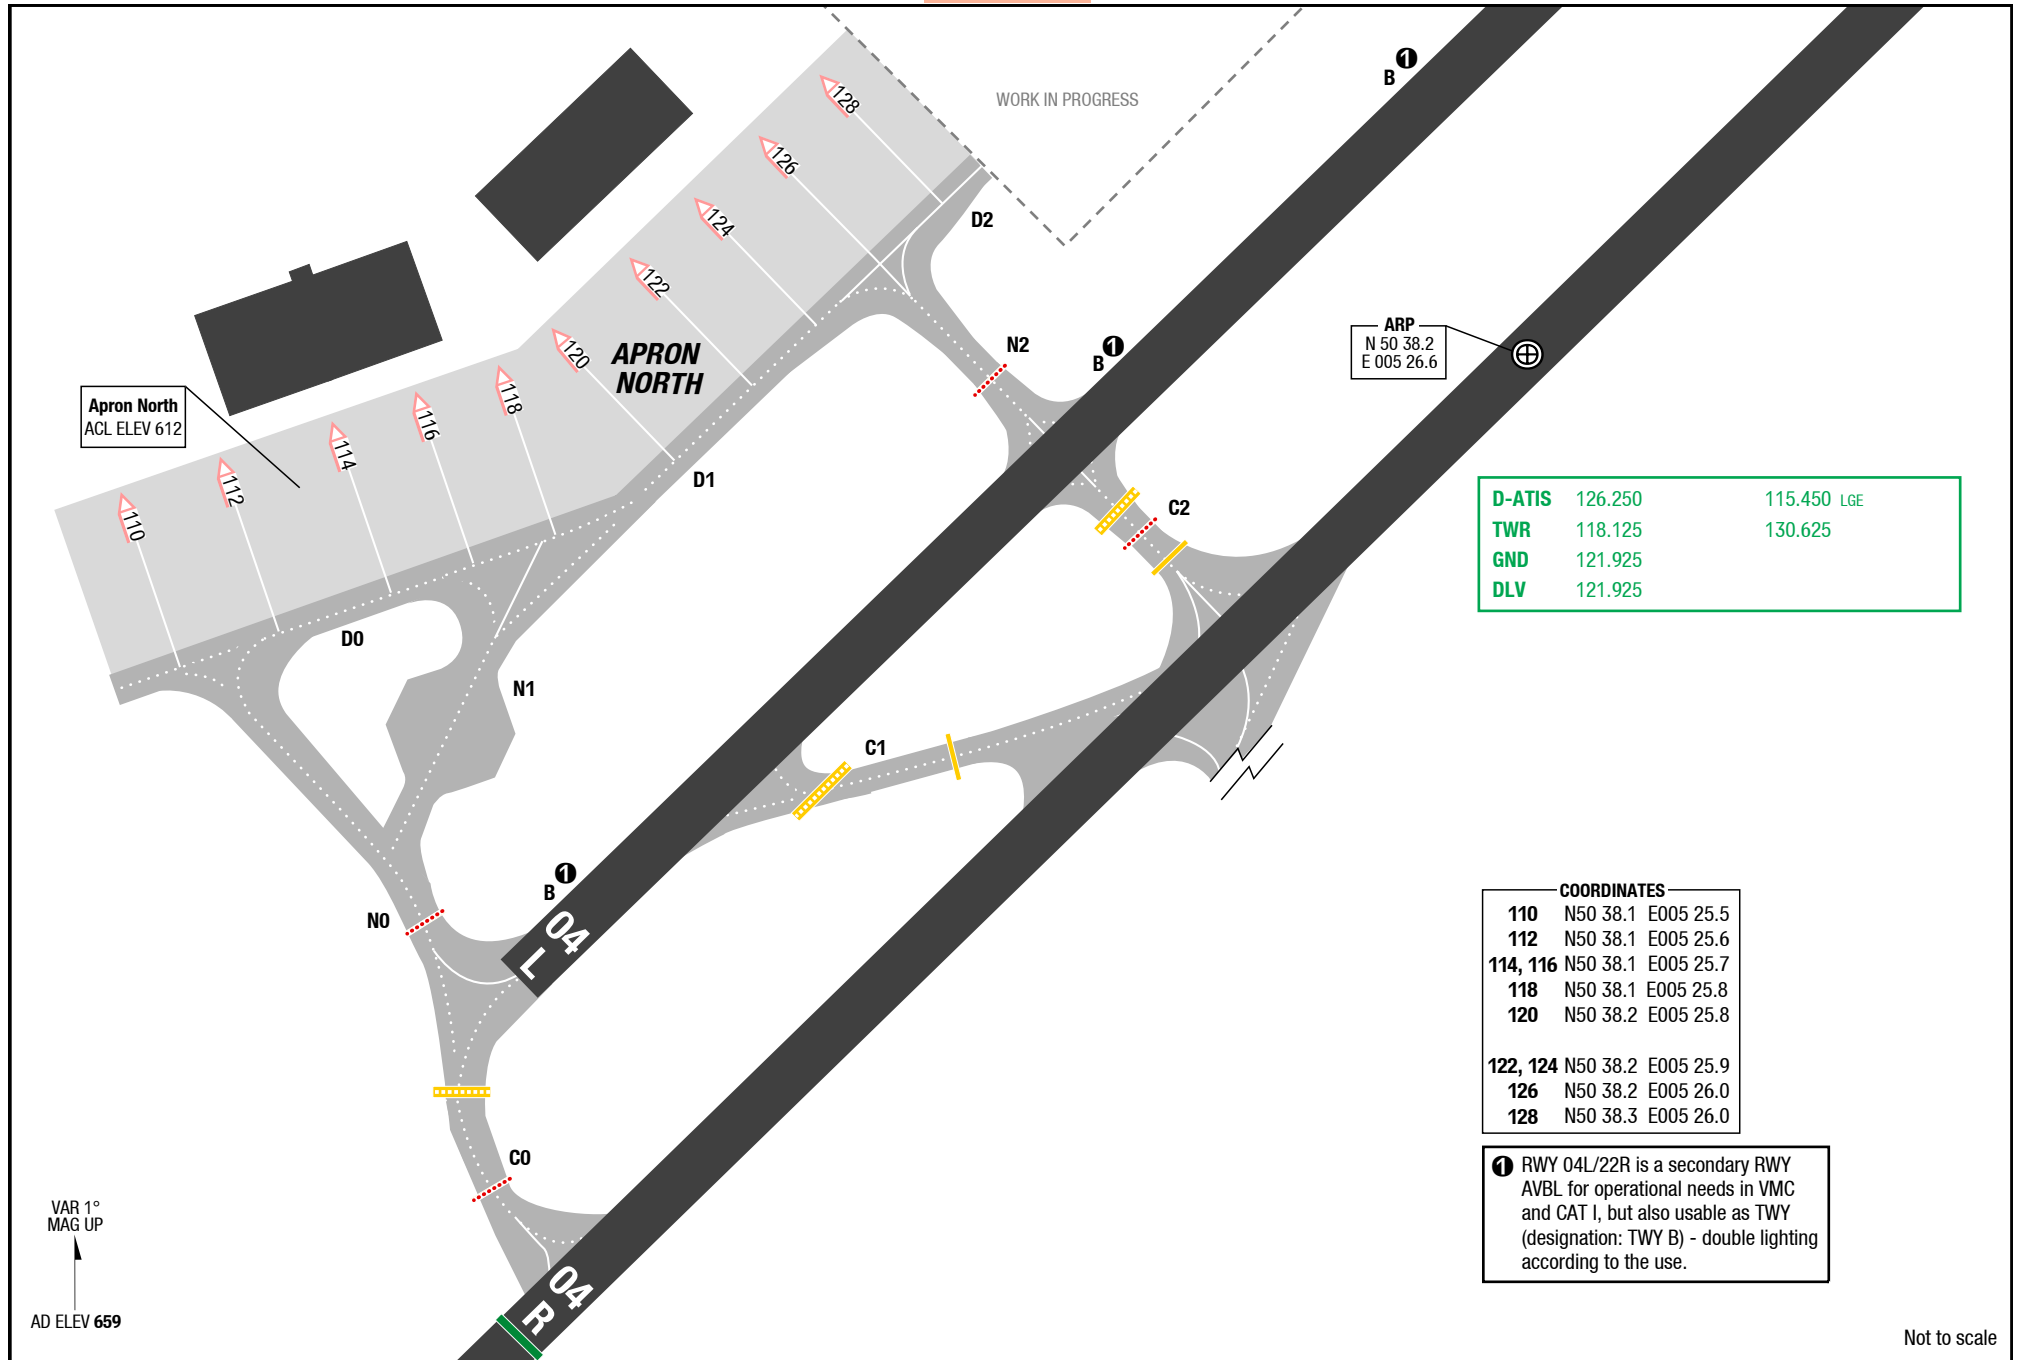 WORK IN PROGRESS
B 1
128
126
124
122
120
118
116
114
112
110
D2
APRON
NORTH
N2
B 1
ARP
N 50 38.2
E 005 26.6
Apron North
ACL ELEV 612
D1
C2
D-ATIS 126.250 115.450 LGE
TWR 118.125 130.625
GND 121.925
DLV 121.925
D0
N1
C1
B 1
N0
04
L
COORDINATES
110 N50 38.1 E005 25.5
112 N50 38.1 E005 25.6
114, 116 N50 38.1 E005 25.7
118 N50 38.1 E005 25.8
120 N50 38.2 E005 25.8
122, 124 N50 38.2 E005 25.9
126 N50 38.2 E005 26.0
128 N50 38.3 E005 26.0
C0
1 RWY 04L/22R is a secondary RWY
AVBL for operational needs in VMC
and CAT I, but also usable as TWY
(designation: TWY B) - double lighting
according to the use.
VAR 1°
MAG UP
AD ELEV 659
04
R
Not to scale